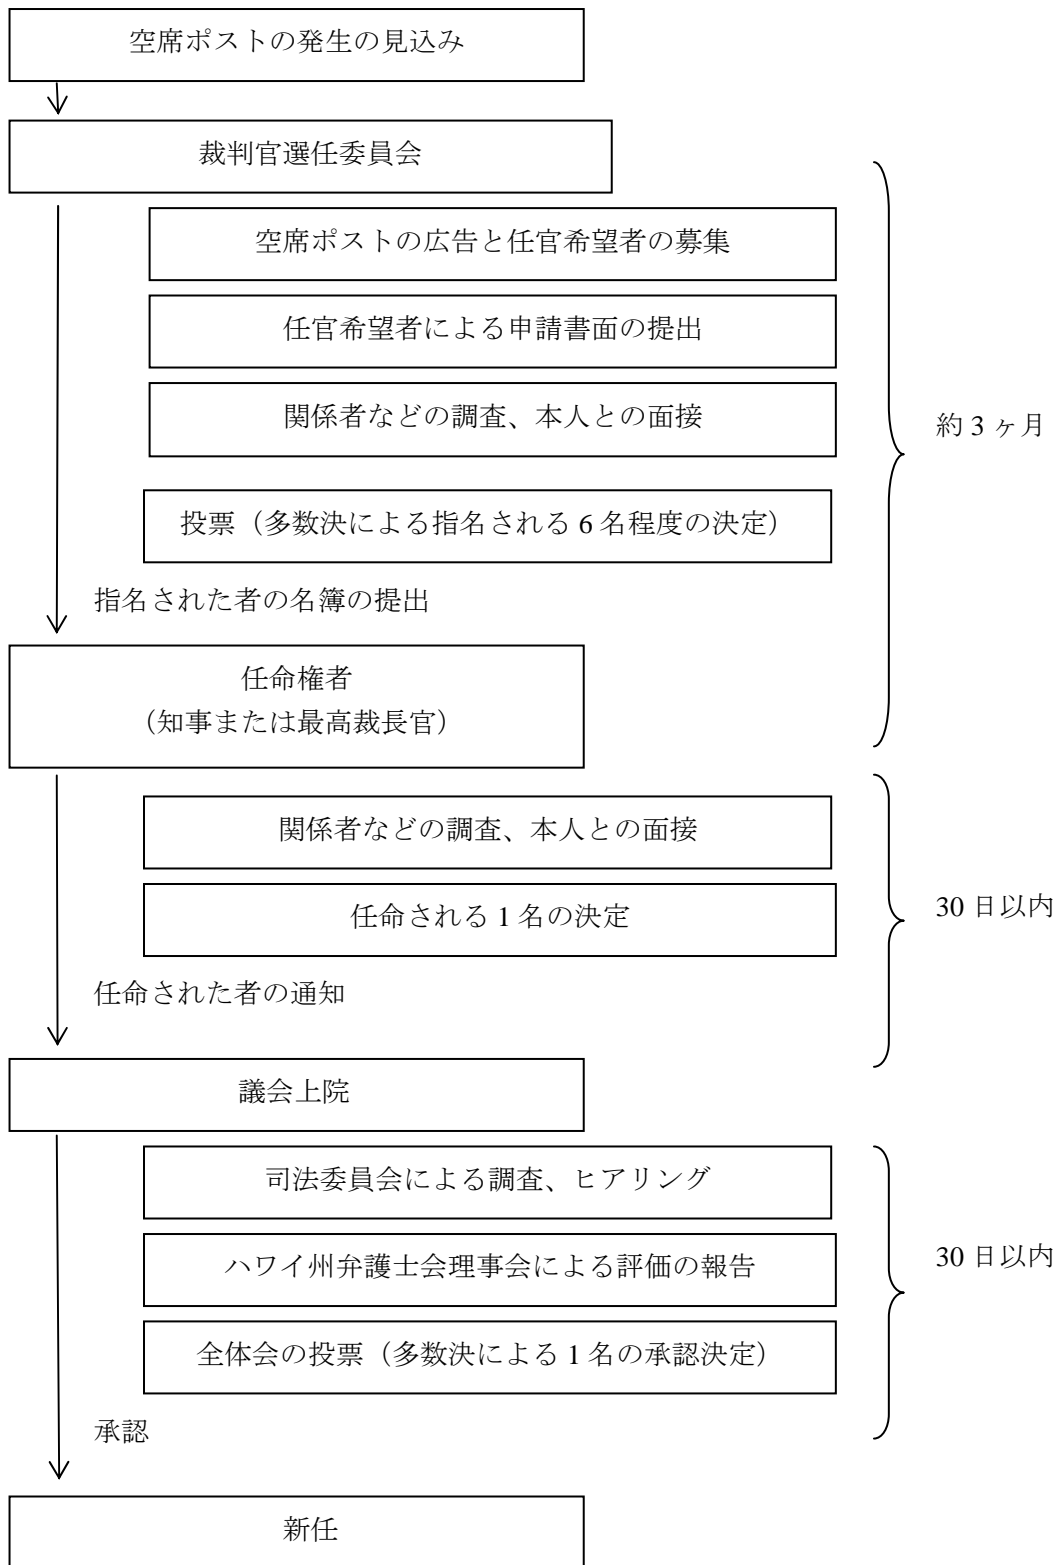 空席ポストの発生の見込み
裁判官選任委員会
空席ポストの広告と任官希望者の募集
任官希望者による申請書面の提出
関係者などの調査、本人との面接
約 3 ヶ月
投票（多数決による指名される 6 名程度の決定）
指名された者の名簿の提出
任命権者
（知事または最高裁長官）
関係者などの調査、本人との面接
任命される 1 名の決定
30 日以内
任命された者の通知
議会上院
司法委員会による調査、ヒアリング
ハワイ州弁護士会理事会による評価の報告
30 日以内
全体会の投票（多数決による 1 名の承認決定）
承認
新任